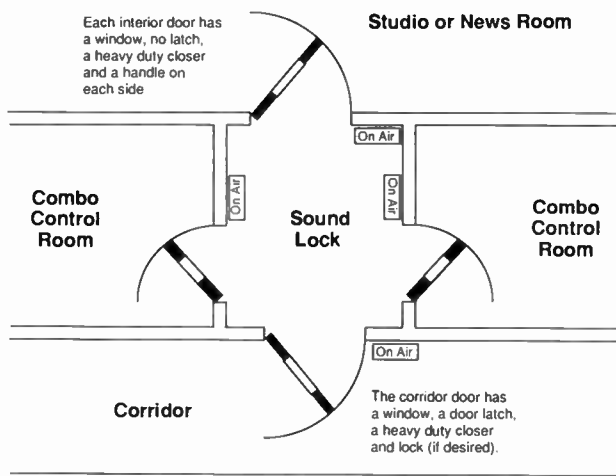 Each interior door has
a window, no latch,
a heavy duty closer
and a handle on
each side
Studio or News Room
On Air
On Air
On Air
Combo
Control
Room
Sound
Lock
Combo
Control
Room
On Air
Corridor
The corridor door has
a window, a door latch,
a heavy duty closer
and lock (if desired).